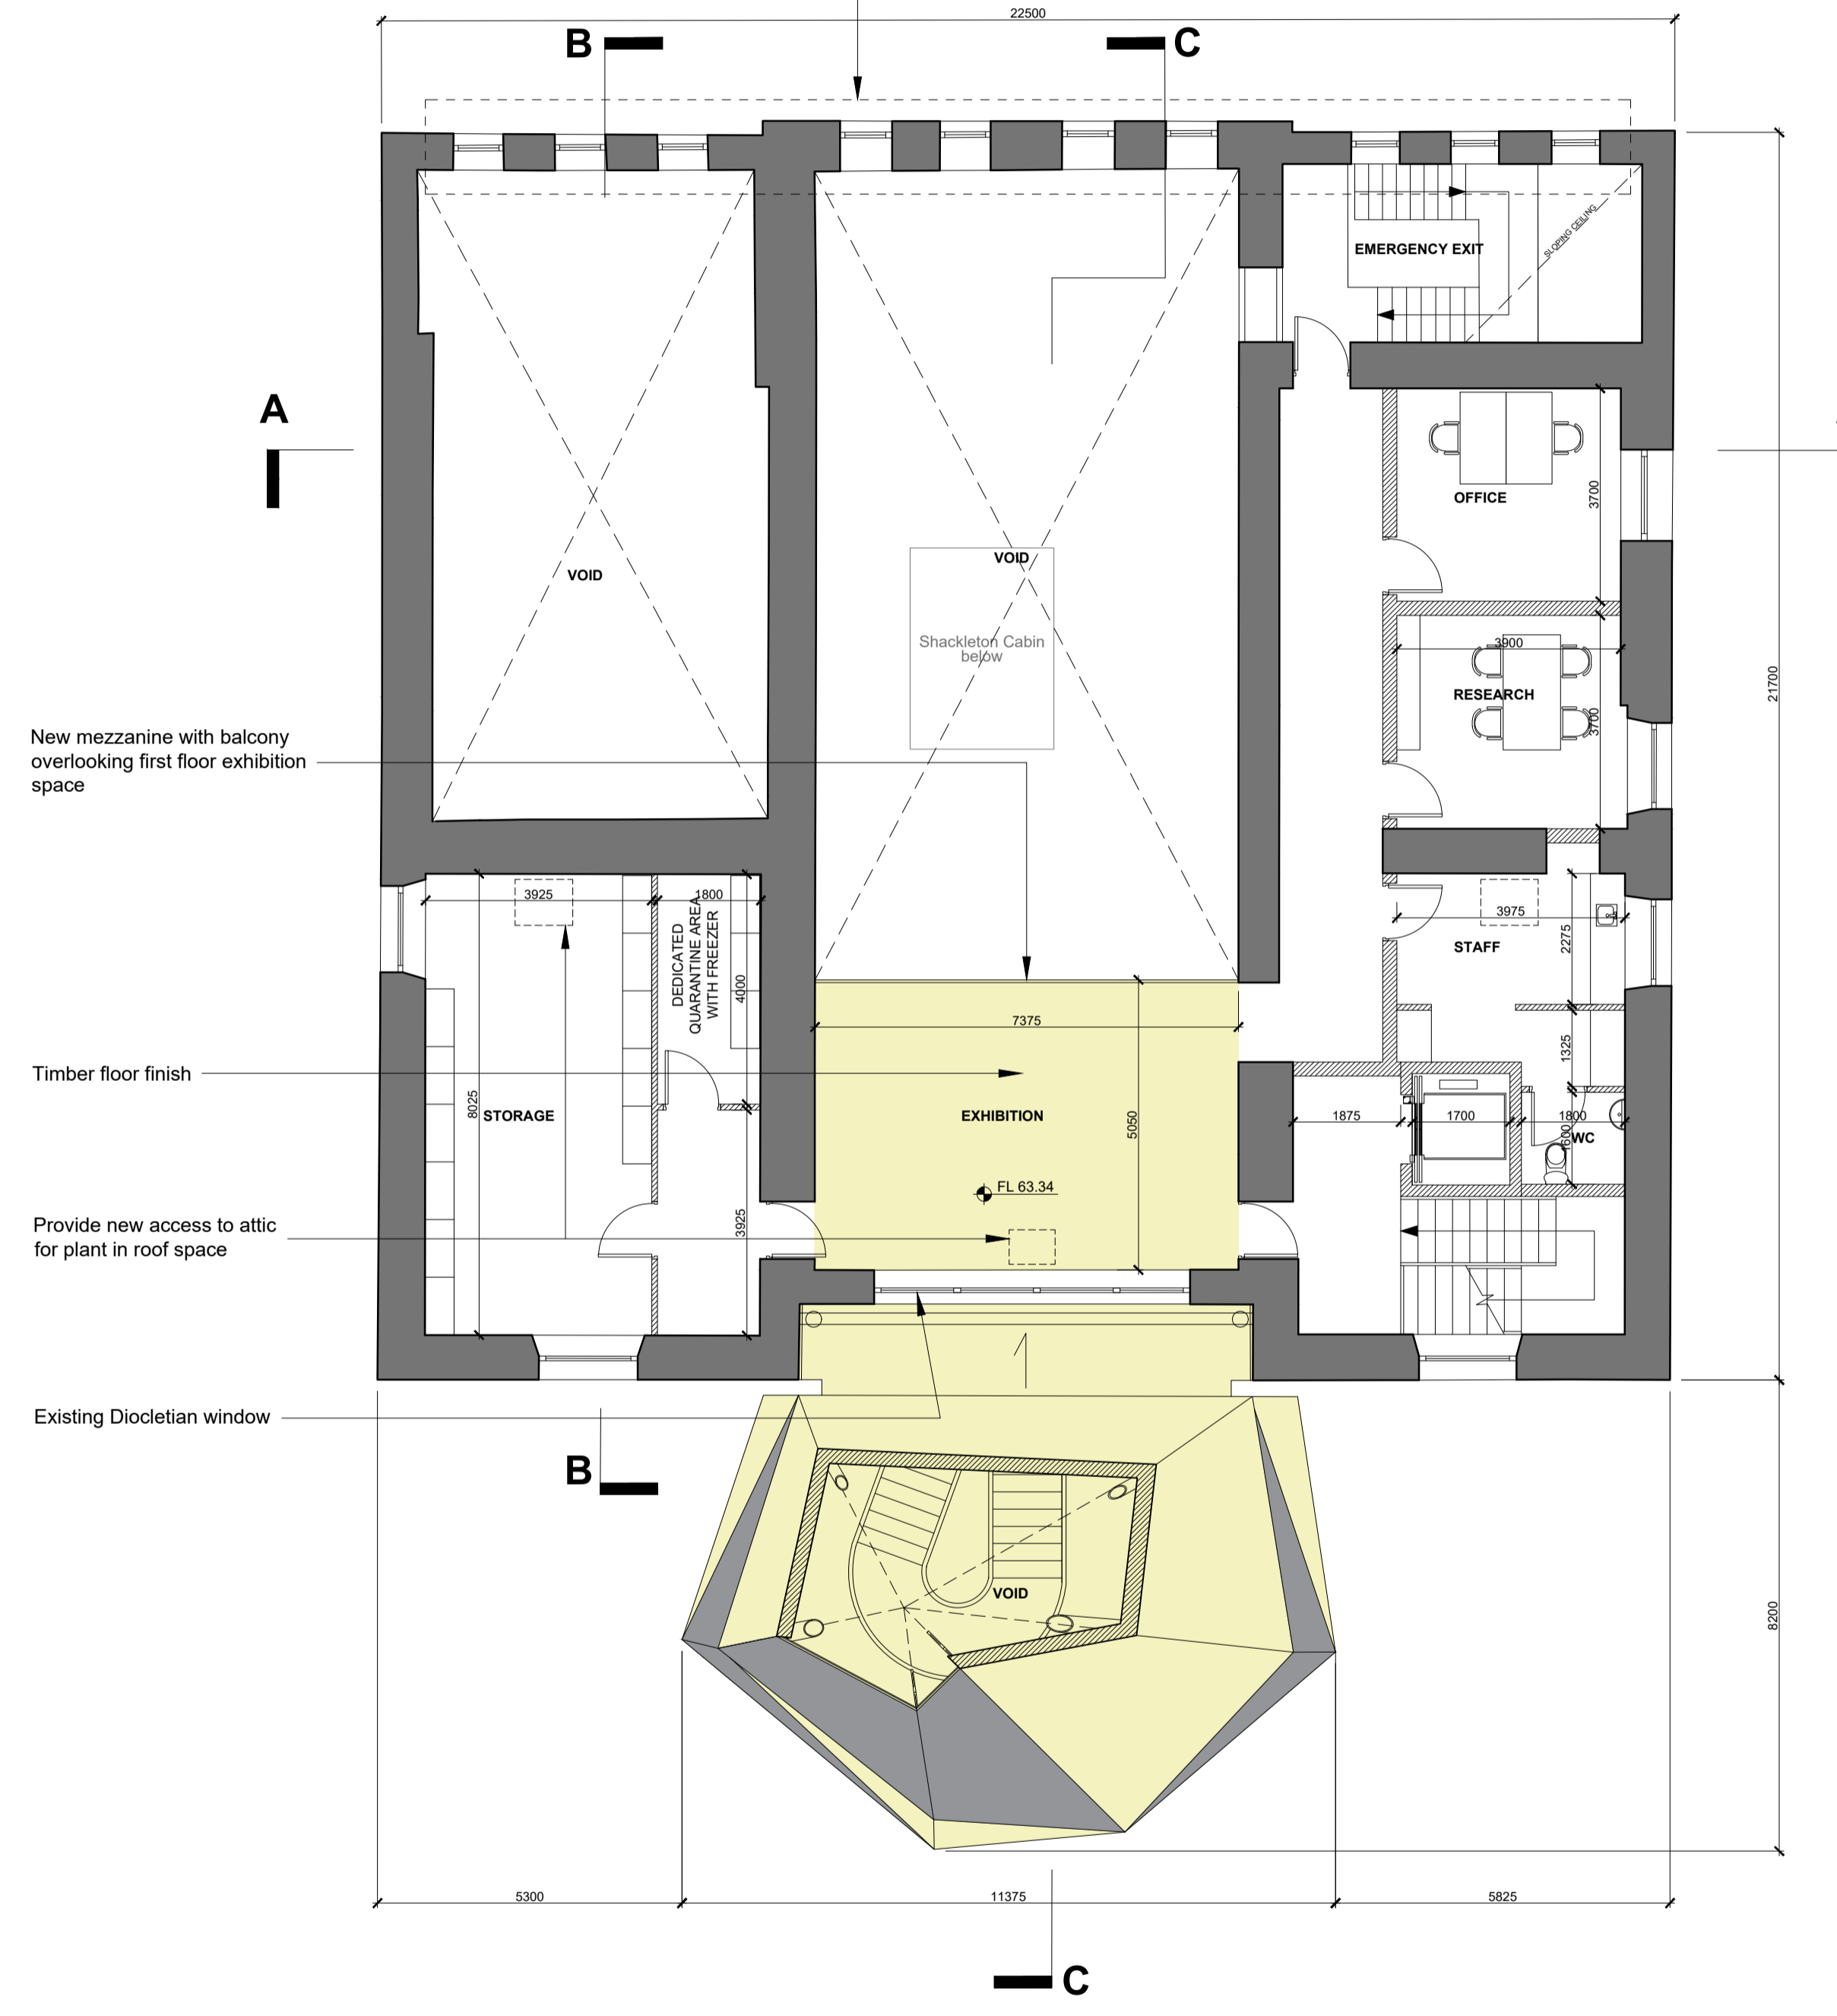 22500
B
C
EMERGENCY EXIT
SLOPING CEILING
A
OFFICE
3700
VOID
VOID
Shackleton Cabin
below
3900
RESEARCH
3700
21700
New mezzanine with balcony
overlooking first floor exhibition
space
3925
1800
DEDICATED
QUARANTINE AREA
WITH FREEZER
4000
3975
2275
STAFF
7375
1325
Timber floor finish
8025
STORAGE
EXHIBITION
5050
1875
1700
1800
1600
WC
FL 63.34
Provide new access to attic
for plant in roof space
3925
Existing Diocletian window
B
VOID
8200
5300
11375
5825
C